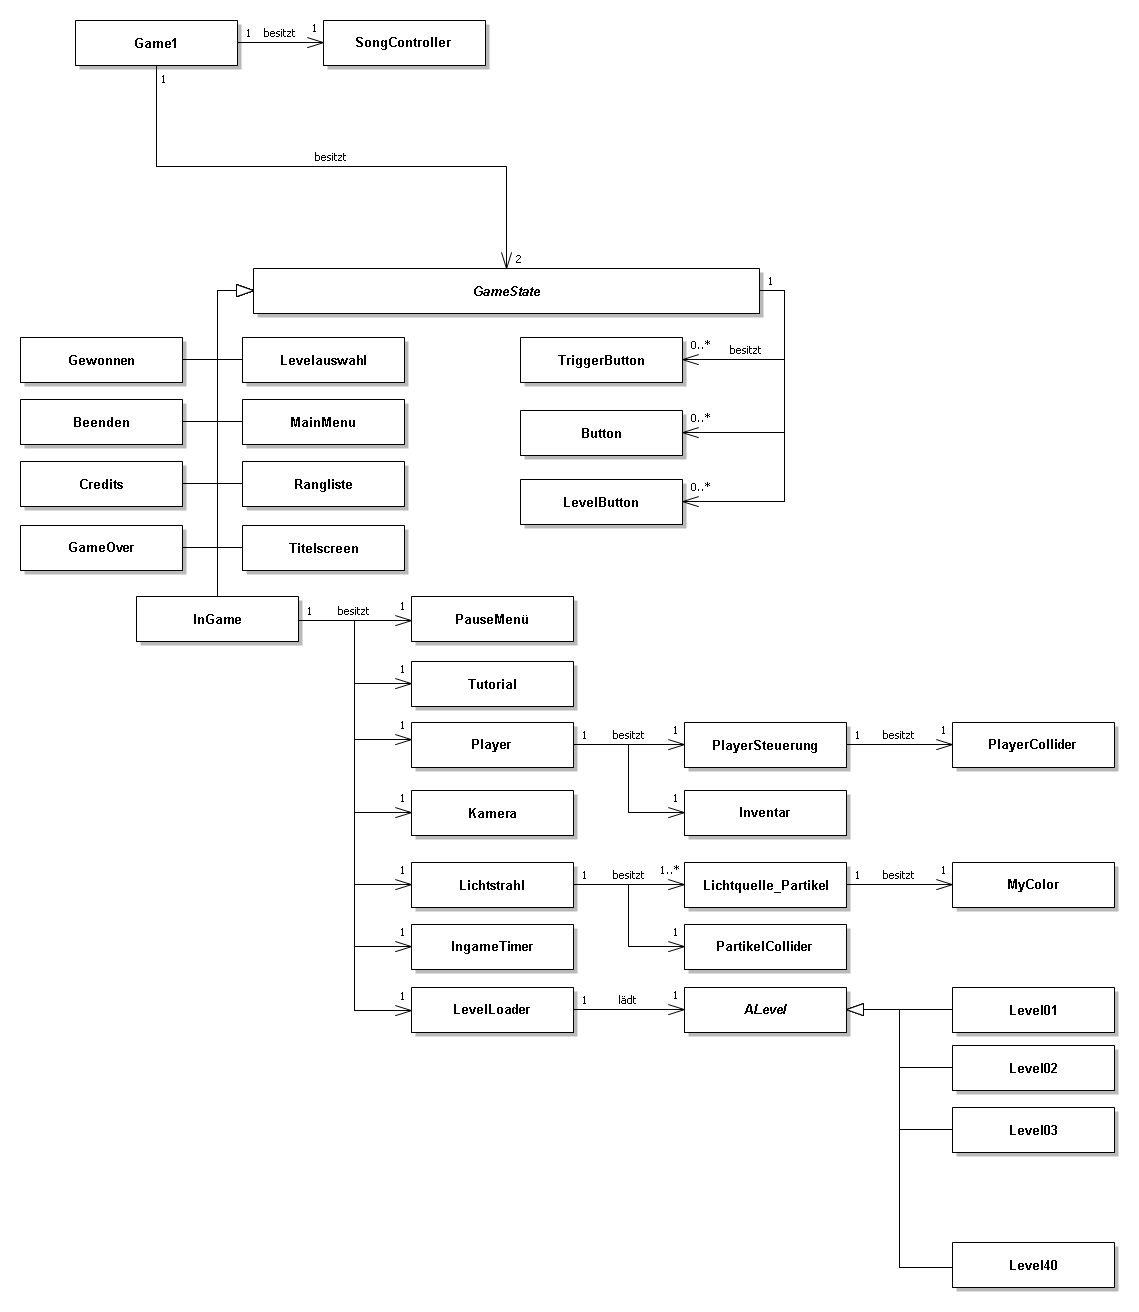 Game1
1 besitzt 1
SongController
1
besitzt
2
GameState
1
Gewonnen
Levelauswahl
TriggerButton
0..* besitzt
Beenden
MainMenu
Button
0..*
Credits
Rangliste
LevelButton
0..*
GameOver
Titelscreen
InGame
1 besitzt 1
PauseMenü
1
Tutorial
1
Player
1 besitzt 1
PlayerSteuerung
1 besitzt 1
PlayerCollider
1
Kamera
1
Inventar
1
Lichtstrahl
1 besitzt 1..*
Lichtquelle_Partikel
1 besitzt 1
MyColor
1
IngameTimer
1
PartikelCollider
1
LevelLoader
1 lädt 1
ALevel
Level01
Level02
Level03
Level40